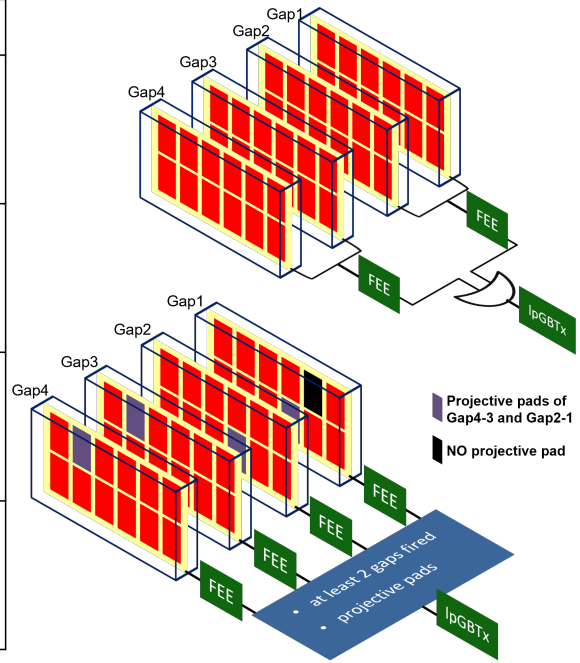 Gap1
Gap2
Gap3
Gap4
FEE
FEE
lpGBTx
Gap1
Gap2
Gap3
Gap4
Projective pads of
Gap4-3 and Gap2-1
NO projective pad
FEE
FEE
FEE
FEE
• at least 2 gaps fired
• projective pads
lpGBTx